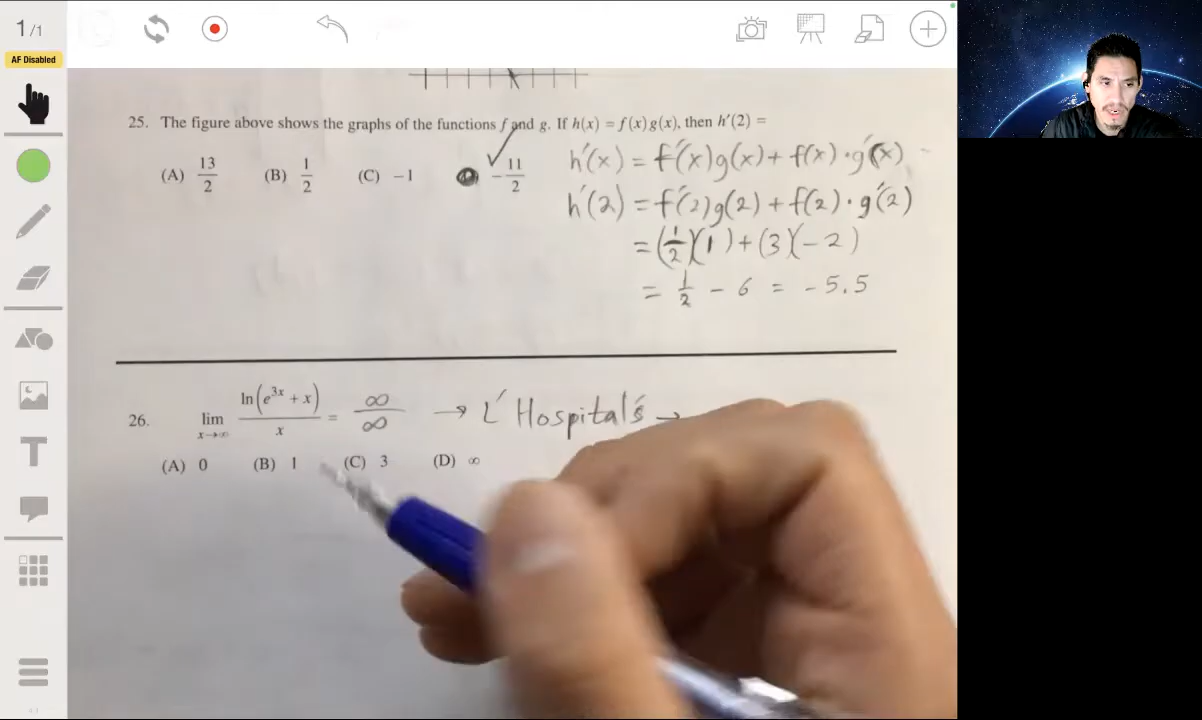 1/1
AF Disabled
25. The figure above shows the graphs of the functions f and g. If h(x) = f(x)g(x), then h'(2) =
(A) 13/2 (B) 1/2 (C) −1 −11/2
h'(x) = f'(x)g(x) + f(x)·g'(x)
h'(2) = f'(2)g(2) + f(2)·g'(2)
= (1/2)(1) + (3)(−2)
= 1/2 − 6 = −5.5
26. lim x→∞ ln(e^3x + x)/x = ∞/∞ → L'Hospital's →
(A) 0 (B) 1 (C) 3 (D) ∞
T